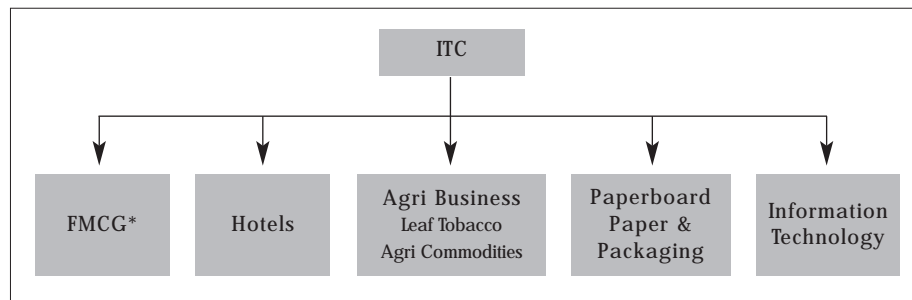 ITC
FMCG*
Hotels
Agri Business
Leaf Tobacco
Agri Commodities
Paperboard
Paper &
Packaging
Information
Technology